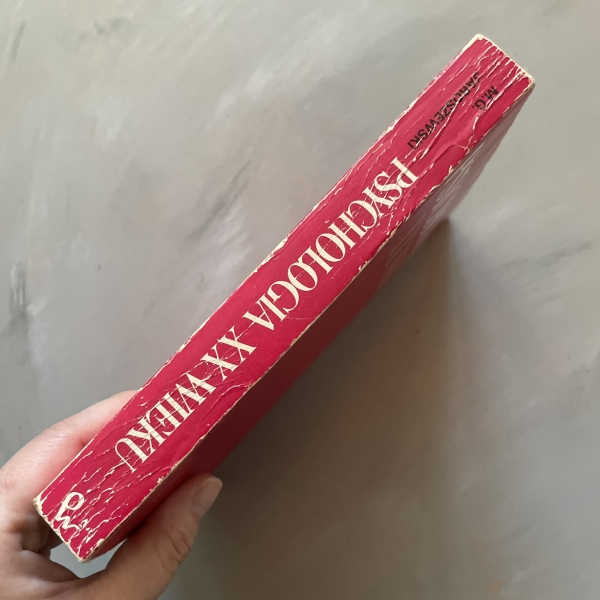 M.G.
JAROSZEWSKI
PSYCHOLOGIA XX WIEKU